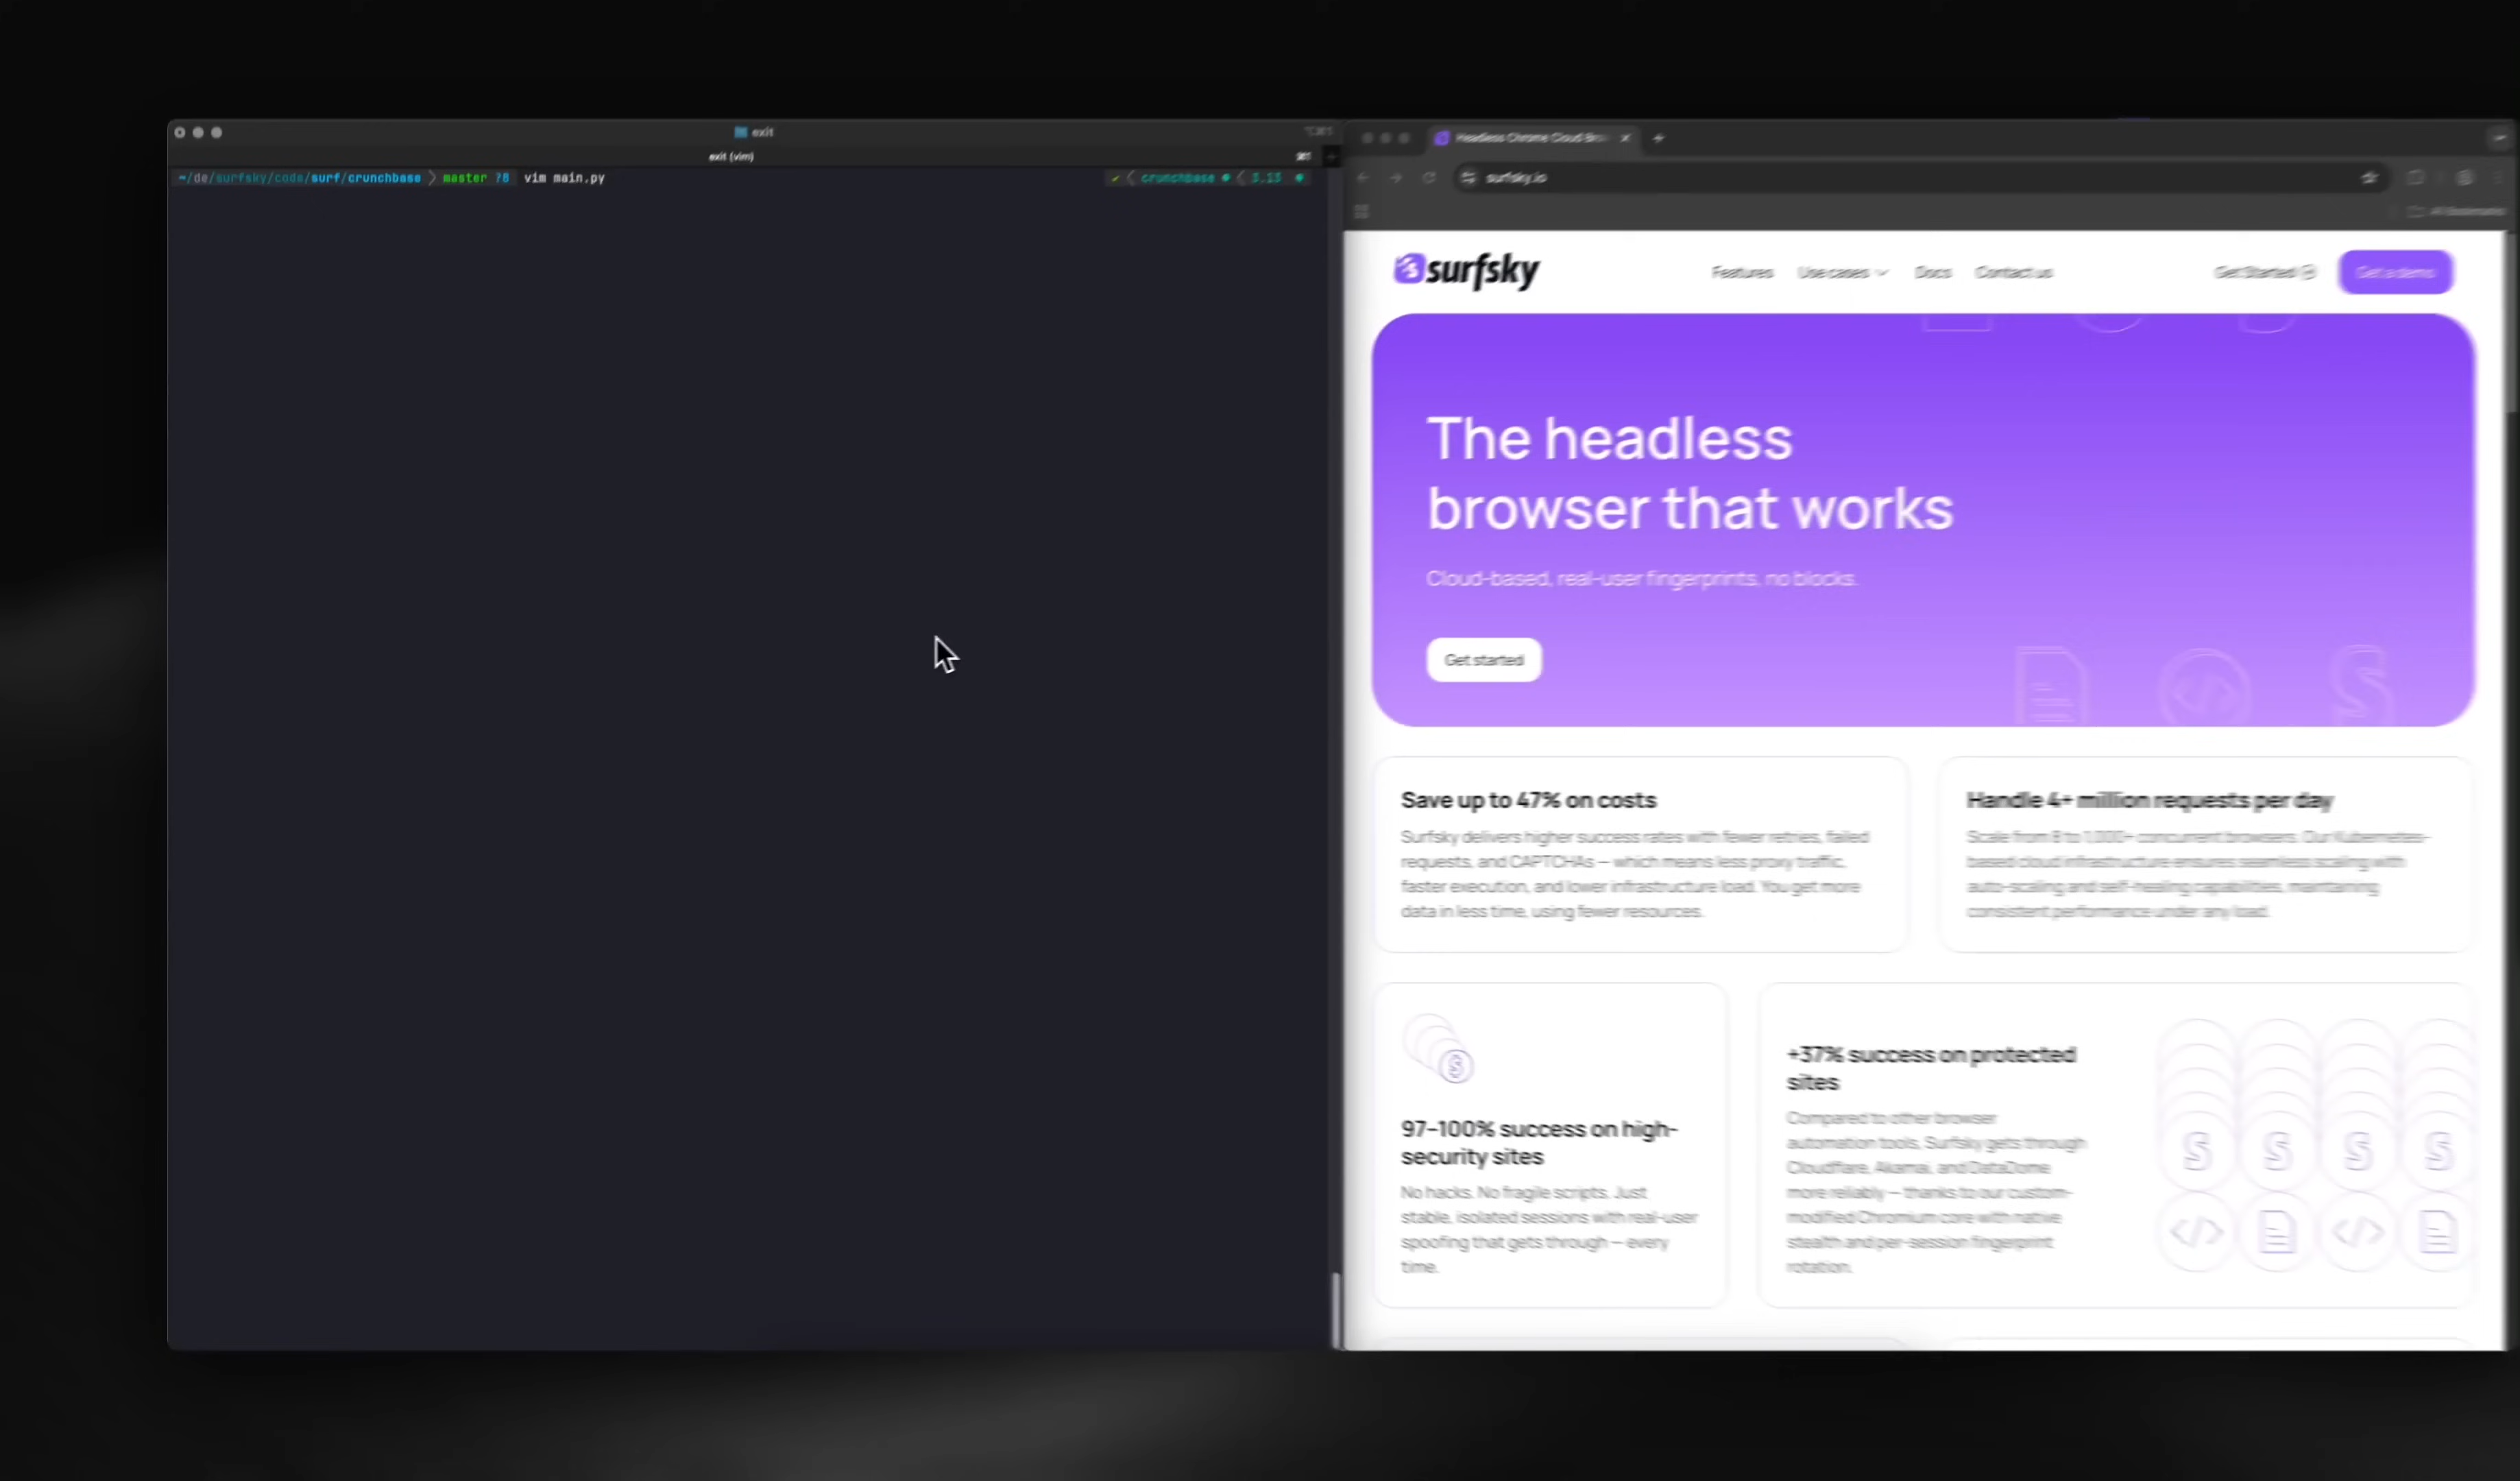 exit
exit (vim)
~/de/surfsky/code/surf/crunchbase master ?8 vim main.py
crunchbase 3.13
Headless Chrome Cloud Bro
surfsky.io
All Bookmarks
surfsky
Features Use cases Docs Contact us Get Started Get a demo
The headless
browser that works
Cloud-based, real-user fingerprints, no blocks.
Get started
Save up to 47% on costs
Surfsky delivers higher success rates with fewer retries, failed
requests, and CAPTCHAs — which means less proxy traffic,
faster execution, and lower infrastructure load. You get more
data in less time, using fewer resources.
Handle 4+ million requests per day
Scale from 8 to 1,000+ concurrent browsers. Our Kubernetes-
based cloud infrastructure ensures seamless scaling with
auto-scaling and self-healing capabilities, maintaining
consistent performance under any load.
97–100% success on high-
security sites
No hacks. No fragile scripts. Just
stable, isolated sessions with real-user
spoofing that gets through — every
time.
+37% success on protected
sites
Compared to other browser
automation tools, Surfsky gets through
Cloudflare, Akamai, and DataDome
more reliably — thanks to our custom-
modified Chromium core with native
stealth and per-session fingerprint
rotation.